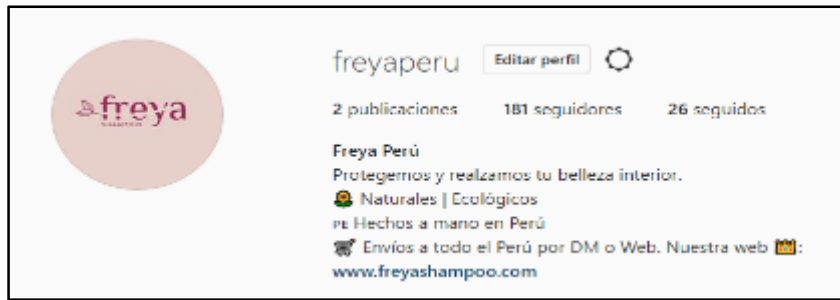 freya
freyaperu Editar perfil
2 publicaciones 181 seguidores 26 seguidos
Freya Perú
Protegemos y realzamos tu belleza interior.
🌻 Naturales | Ecológicos
PE Hechos a mano en Perú
Envíos a todo el Perú por DM o Web. Nuestra web :
www.freyashampoo.com